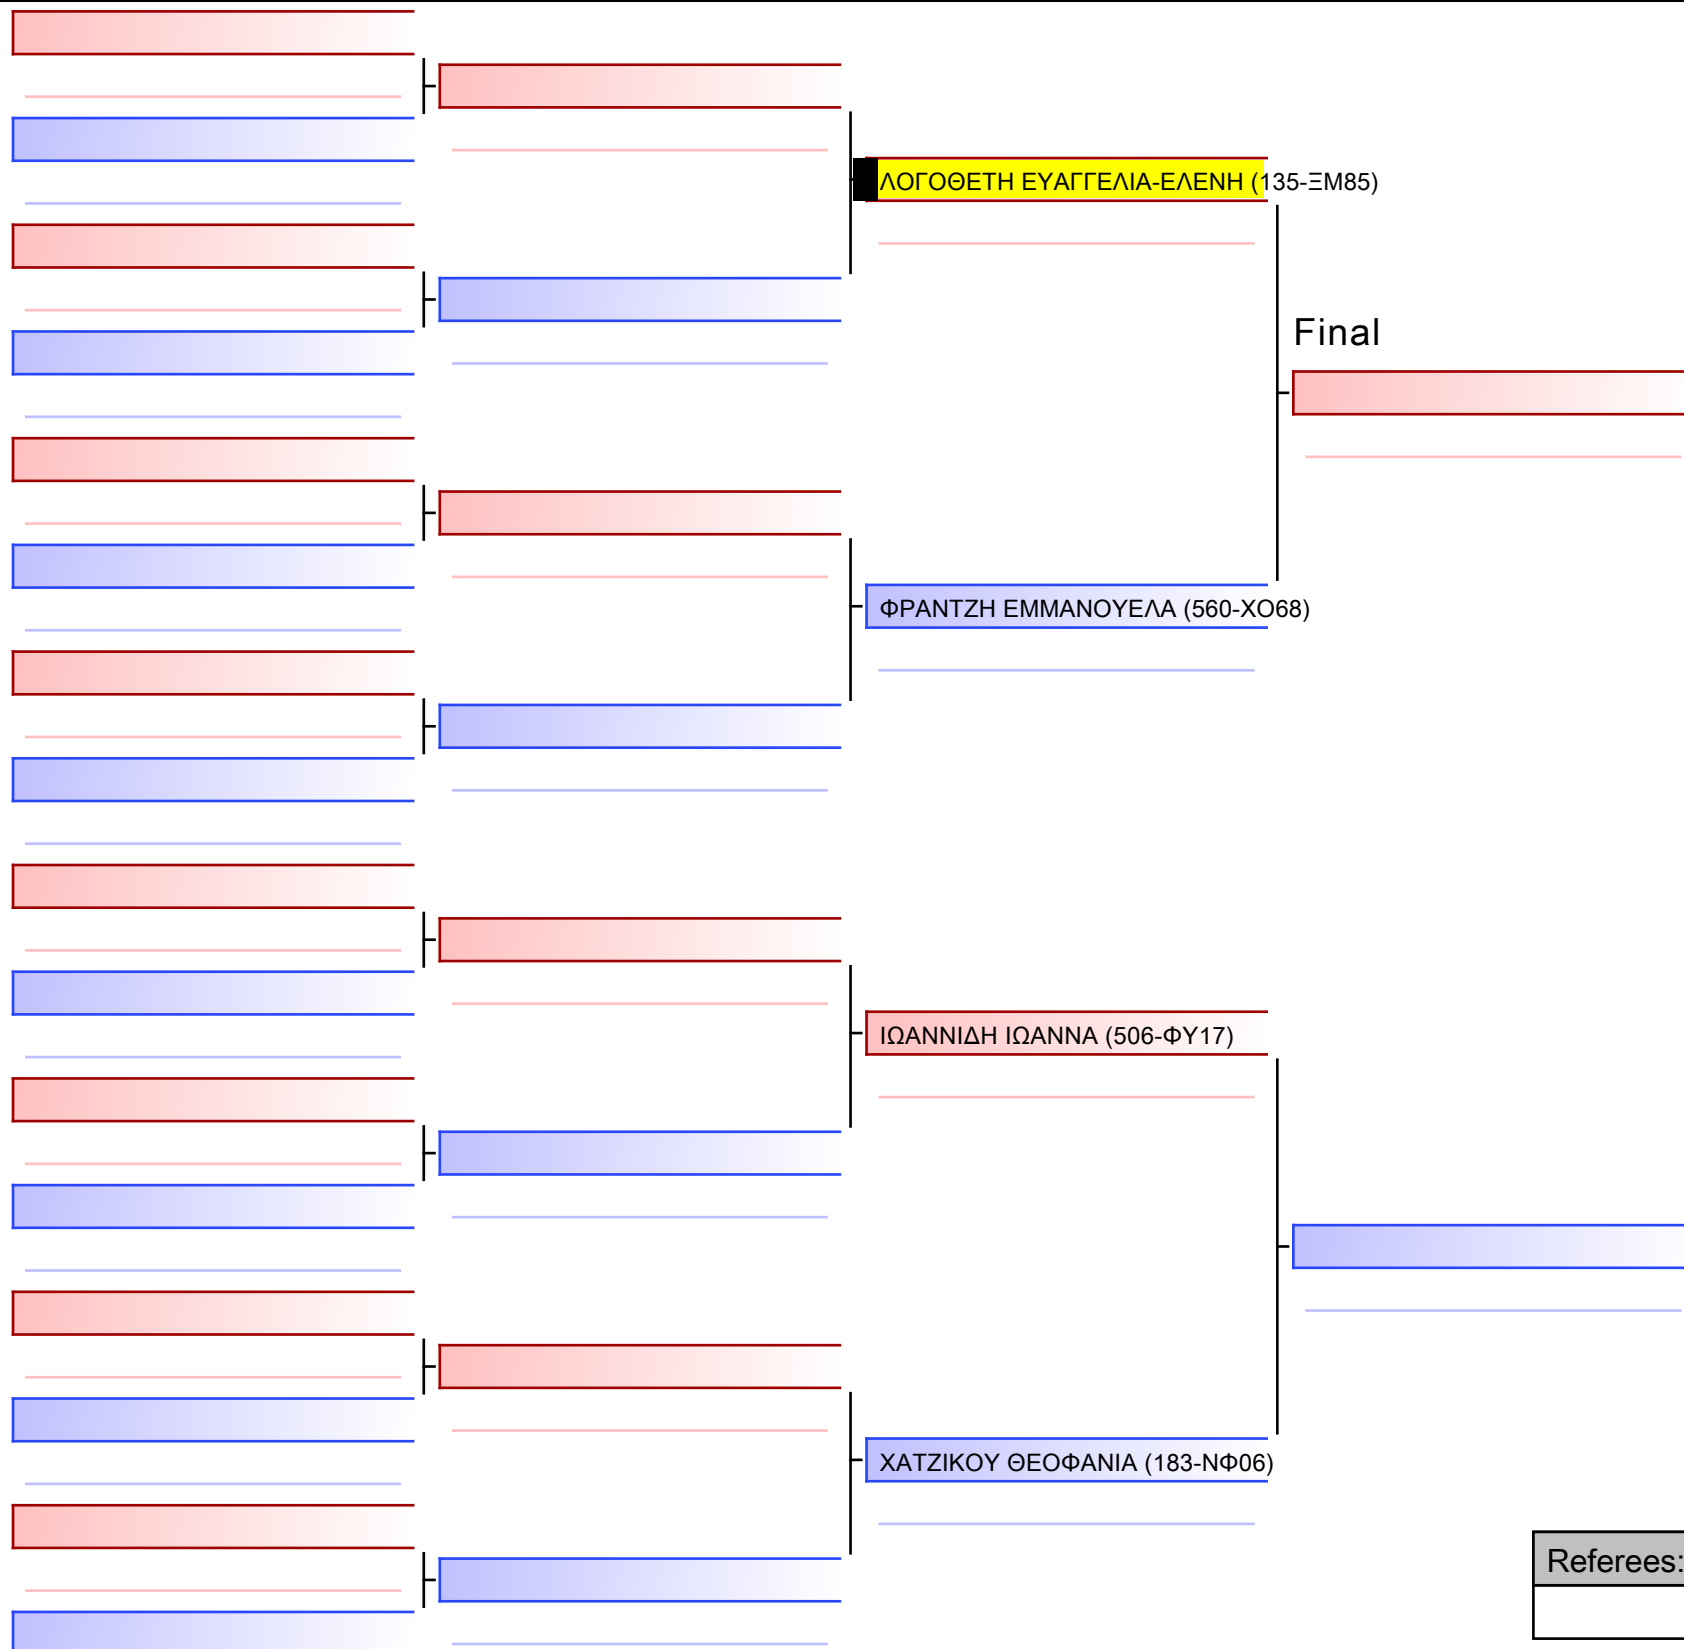 ΛΟΓΟΘΕΤΗ ΕΥΑΓΓΕΛΙΑ-ΕΛΕΝΗ (135-ΞΜ85)
Final
ΦΡΑΝΤΖΗ ΕΜΜΑΝΟΥΕΛΑ (560-ΧΟ68)
ΙΩΑΝΝΙΔΗ ΙΩΑΝΝΑ (506-ΦΥ17)
ΧΑΤΖΙΚΟΥ ΘΕΟΦΑΝΙΑ (183-ΝΦ06)
Referees: